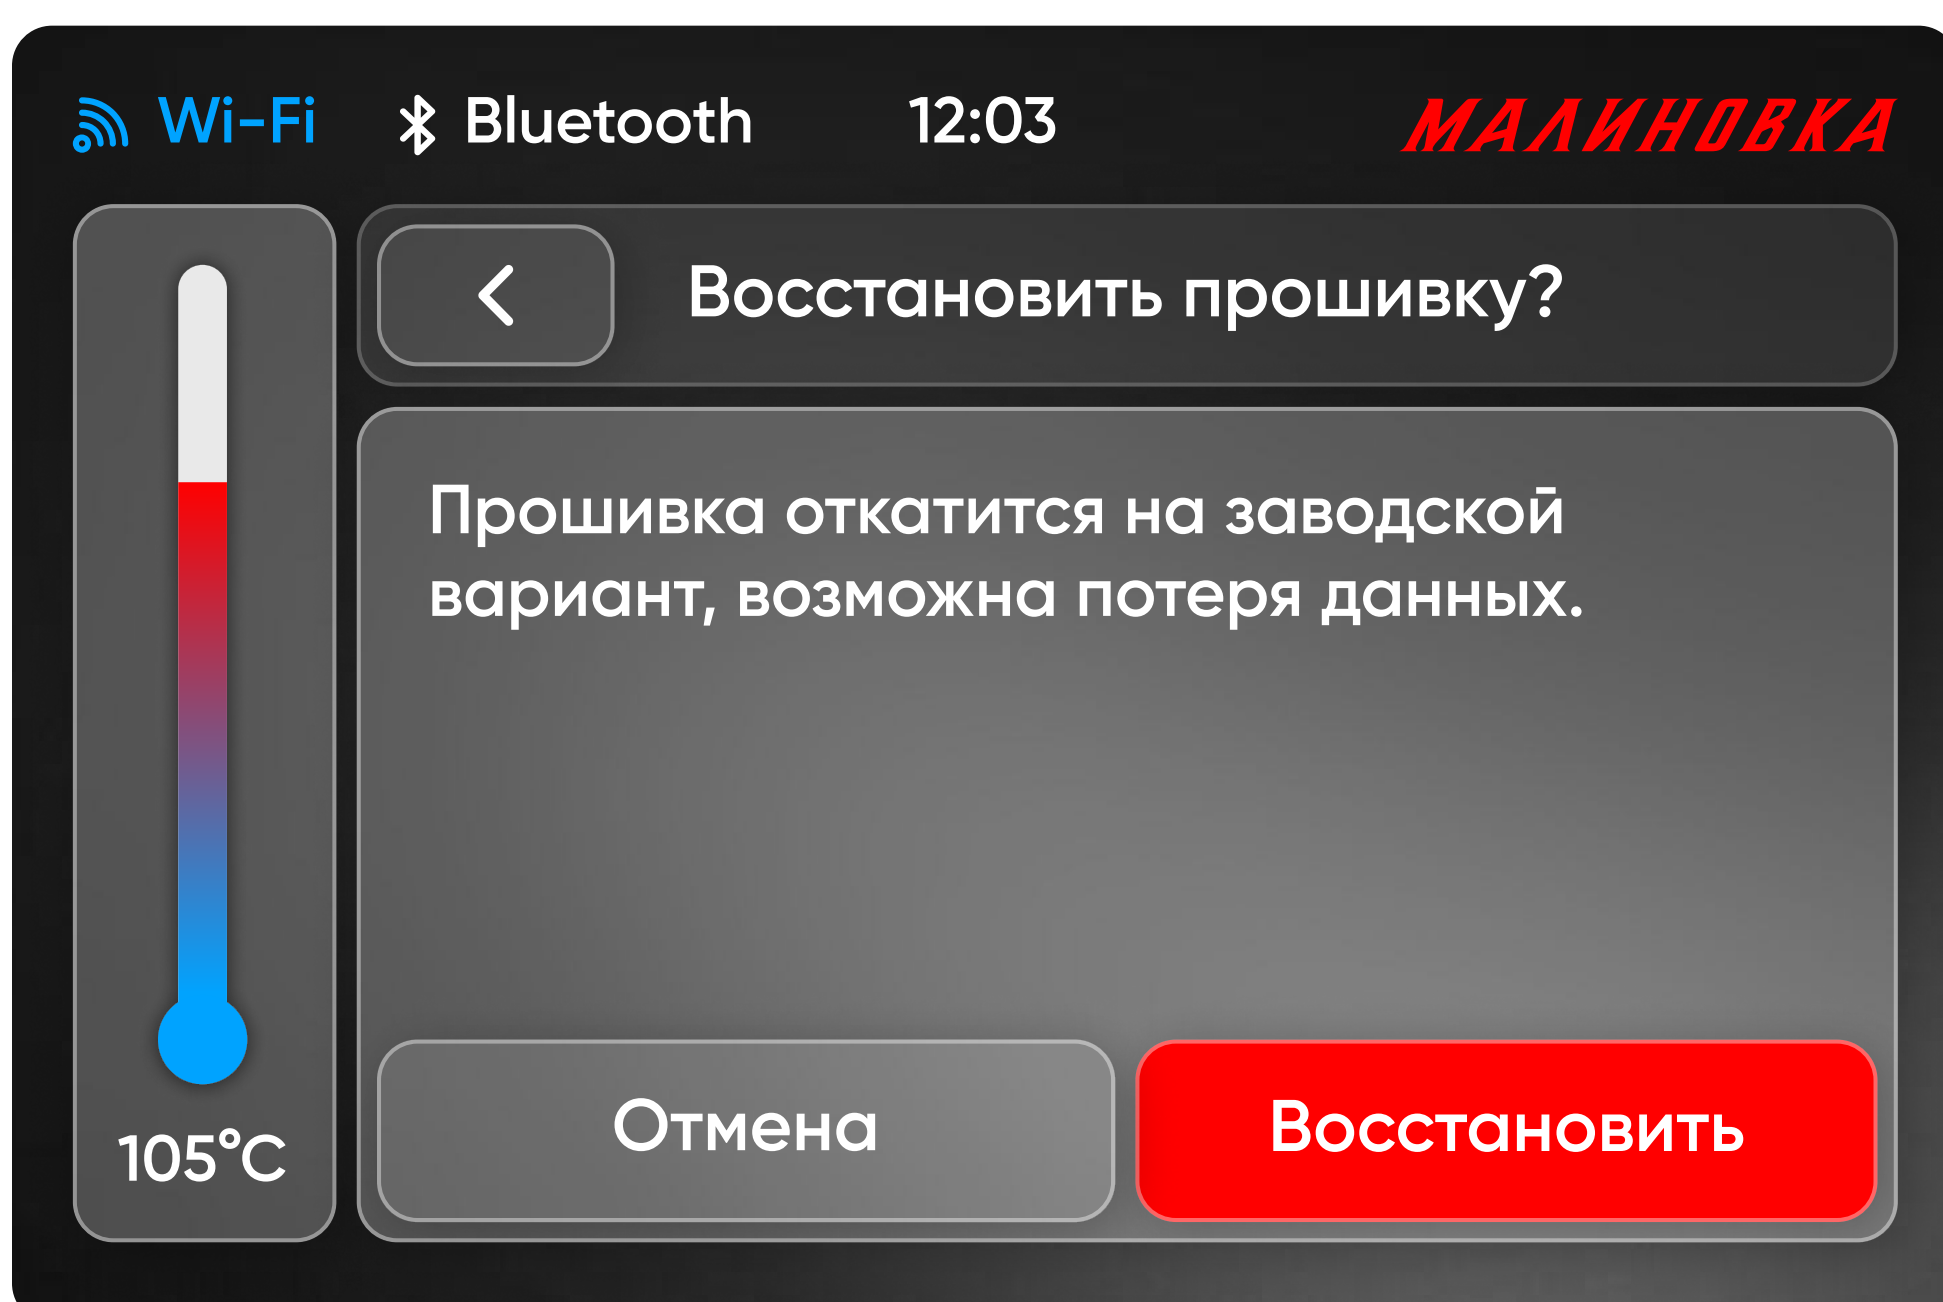 Wi-Fi Bluetooth 12:03 МАЛИНОВКА
Восстановить прошивку?
Прошивка откатится на заводской
вариант, возможна потеря данных.
105°C
Отмена Восстановить